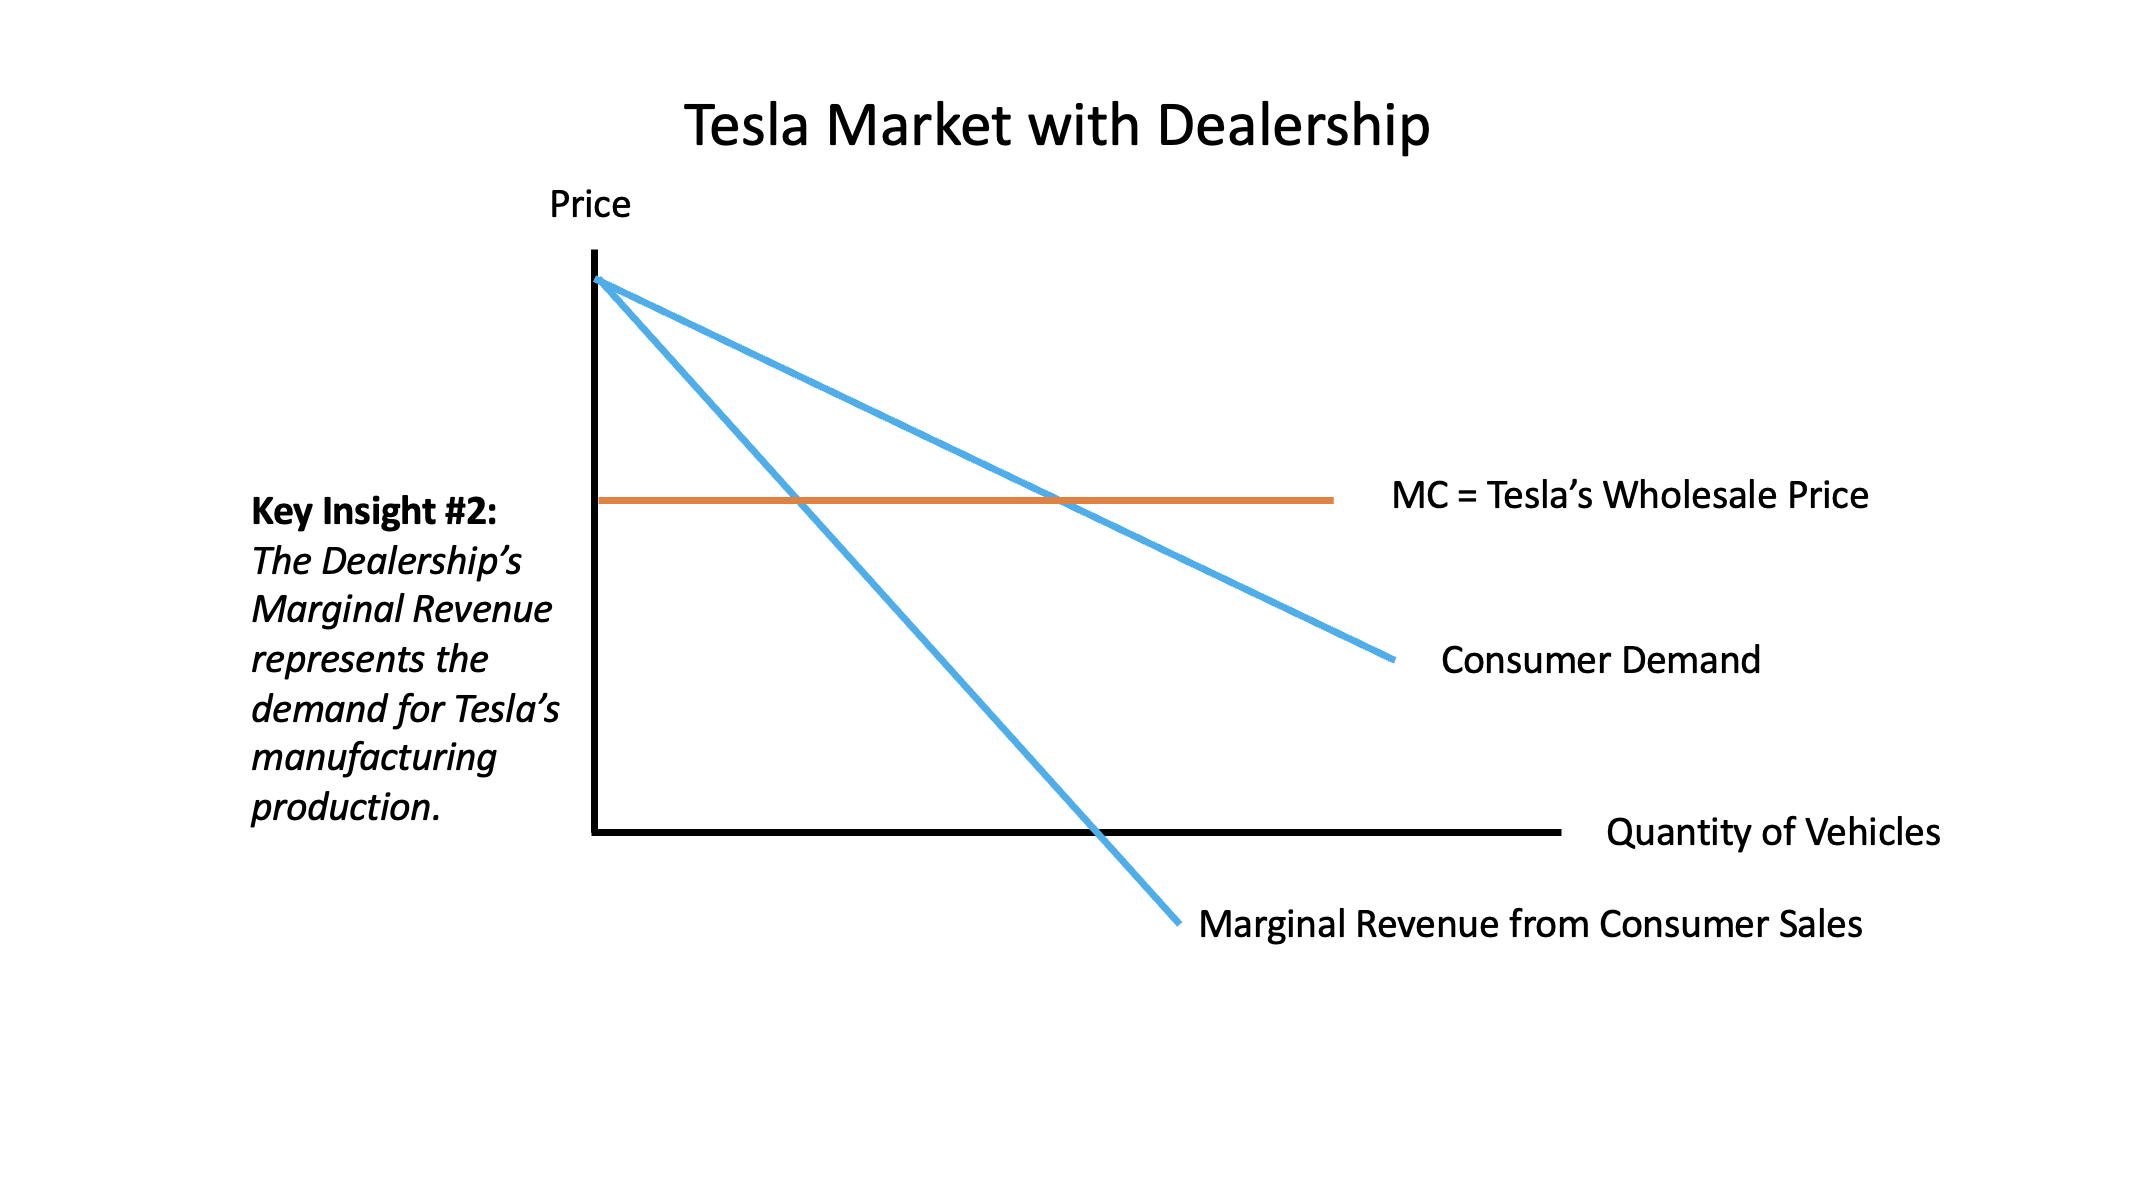 Tesla Market with Dealership
Price
MC = Tesla’s Wholesale Price
Key Insight #2:
The Dealership’s
Marginal Revenue
represents the
demand for Tesla’s
manufacturing
production.
Consumer Demand
Quantity of Vehicles
Marginal Revenue from Consumer Sales